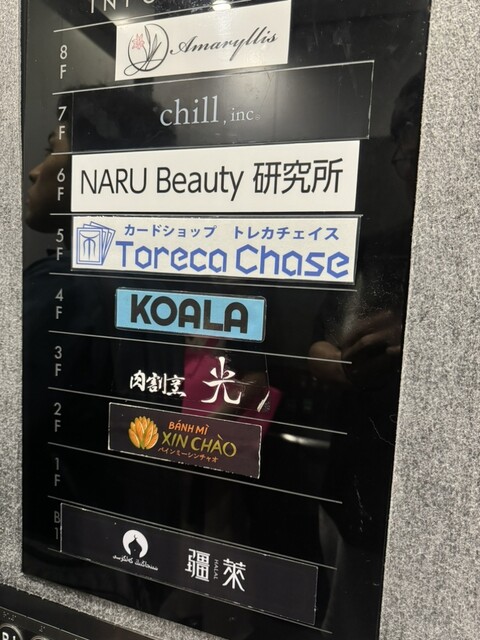 8F
Amaryllis
7F
chill, inc.
6F
NARU Beauty 研究所
5F
カードショップ トレカチェイス
Toreca Chase
4F
KOALA
3F
肉割烹 光
2F
BÁNH MÌ
XIN CHÀO
バインミーシンチャオ
1F
B1
疆莱
HALAL